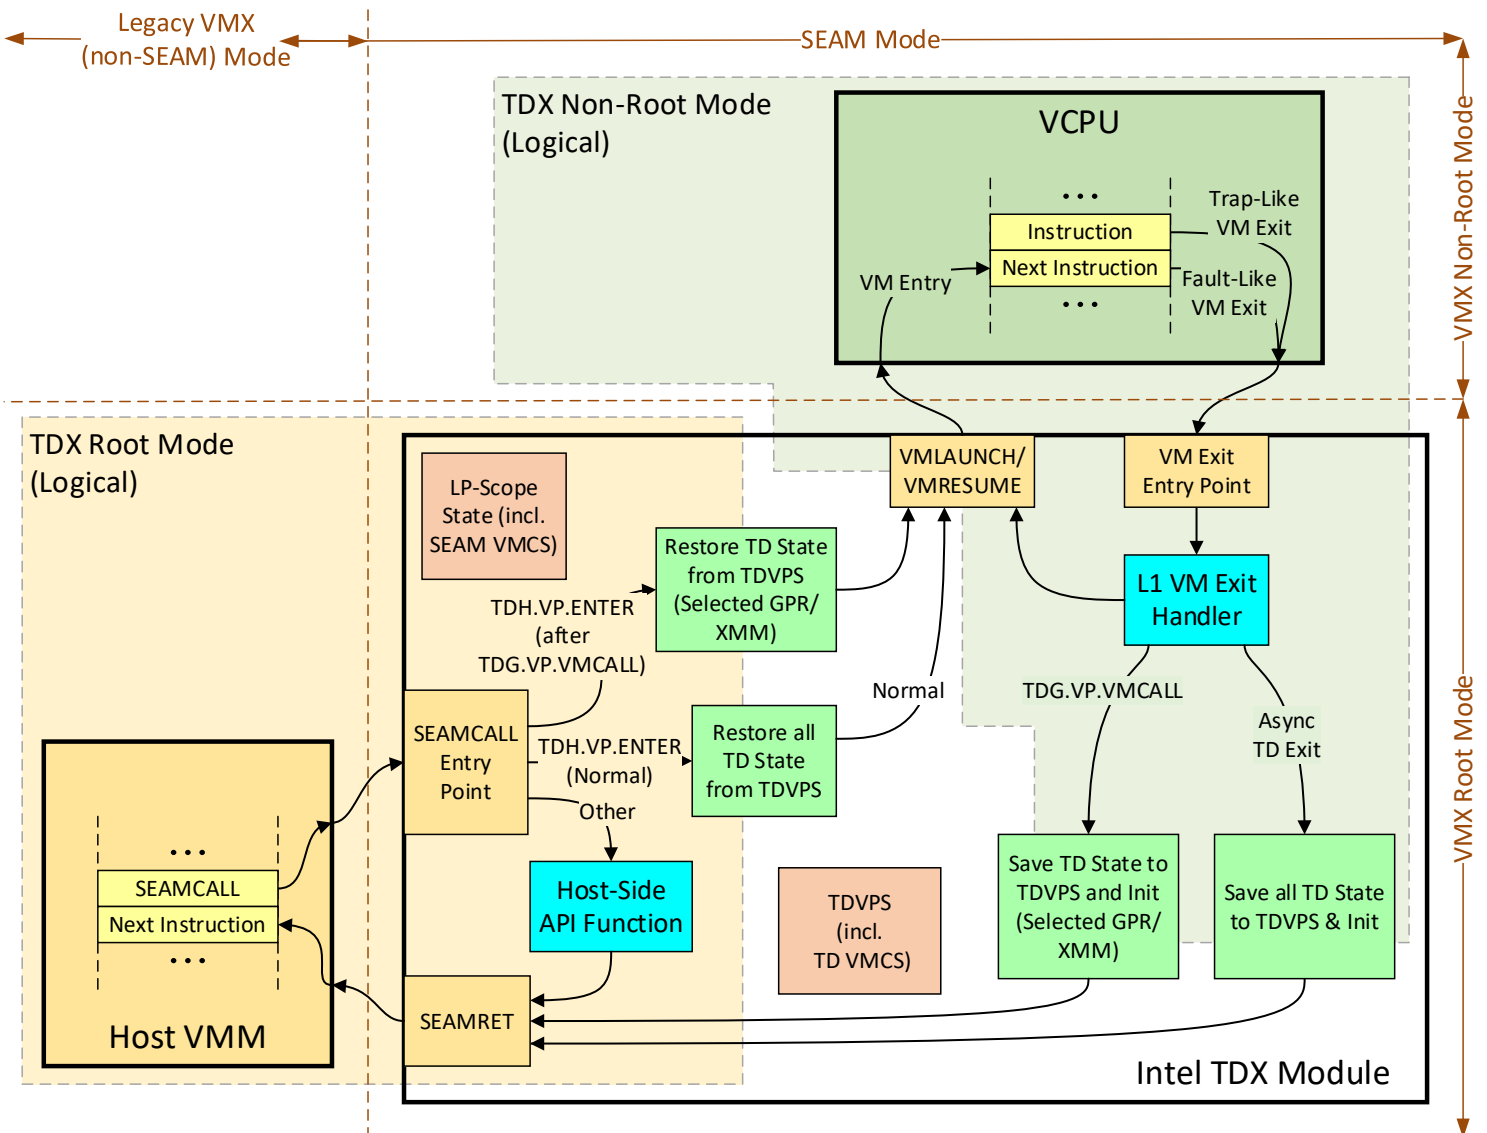 Legacy VMX
(non-SEAM) Mode
SEAM Mode
TDX Non-Root Mode
(Logical)
VCPU
VMX Non-Root Mode
• • •
Trap-Like
VM Exit
Instruction
Next Instruction
VM Entry
Fault-Like
VM Exit
• • •
TDX Root Mode
(Logical)
LP-Scope
State (incl.
SEAM VMCS)
VMLAUNCH/
VMRESUME
VM Exit
Entry Point
Restore TD State
from TDVPS
(Selected GPR/
XMM)
L1 VM Exit
Handler
TDH.VP.ENTER
(after
TDG.VP.VMCALL)
Normal
TDG.VP.VMCALL
Async
TD Exit
VMX Root Mode
SEAMCALL
Entry
Point
TDH.VP.ENTER
(Normal)
Other
Restore all
TD State
from TDVPS
• • •
SEAMCALL
Next Instruction
• • •
Host VMM
Host-Side
API Function
TDVPS
(incl.
TD VMCS)
Save TD State to
TDVPS and Init
(Selected GPR/
XMM)
Save all TD State
to TDVPS & Init
SEAMRET
Intel TDX Module